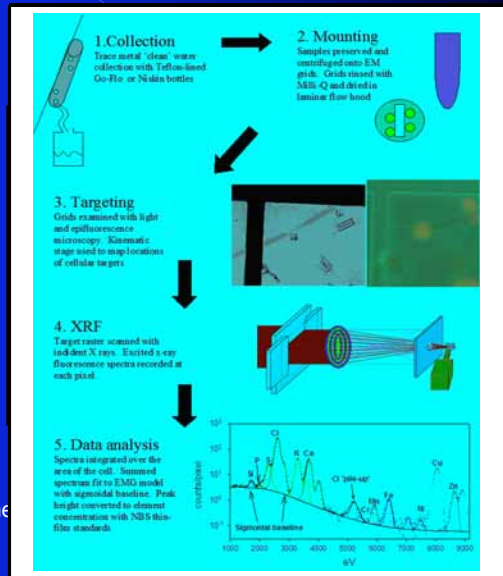 1.Collection
Trace metal 'clean' water
collection with Teflon-lined
Go-Flo or Niskin bottles
2. Mounting
Samples preserved and
centrifuged onto EM
grids. Grids rinsed with
Milli-Q and dried in
laminar flow hood
3. Targeting
Grids examined with light
and epifluorescence
microscopy. Kinematic
stage used to map locations
of cellular targets
4. XRF
Target raster scanned with
indident X rays. Excited x-ray
fluorescence spectra recorded at
each pixel.
5. Data analysis
Spectra integrated over the
area of the cell. Summed
spectrum fit to EMG model
with sigmoidal baseline. Peak
height converted to element
concentration with NBS thin-
film standards
counts/pixel
Si
P
S
Cl
K
Ca
Cl 'pile-up'
Mn
Fe
Ni
Cu
Zn
Sigmoidal baseline
1000 2000 3000 4000 5000 6000 7000 8000 9000
eV